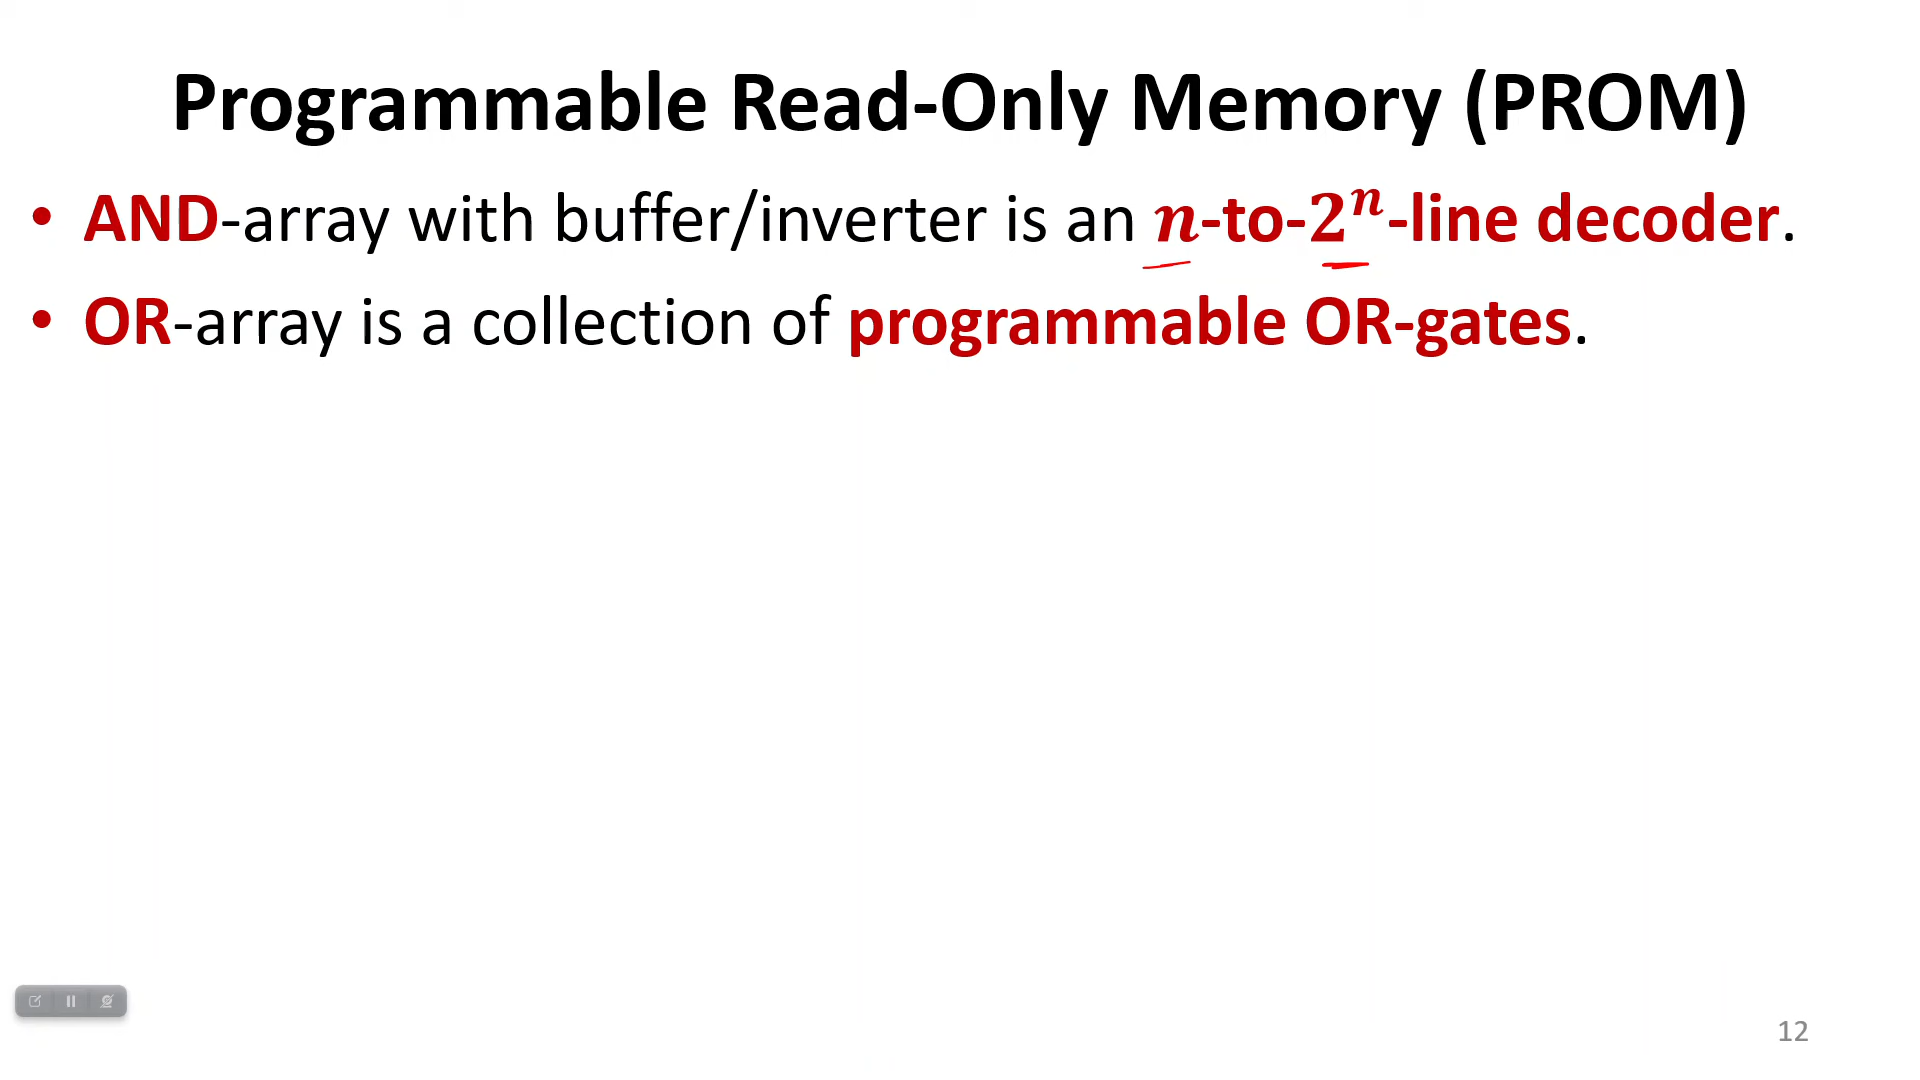 Programmable Read-Only Memory (PROM)
• AND-array with buffer/inverter is an n-to-2ⁿ-line decoder.
• OR-array is a collection of programmable OR-gates.
12